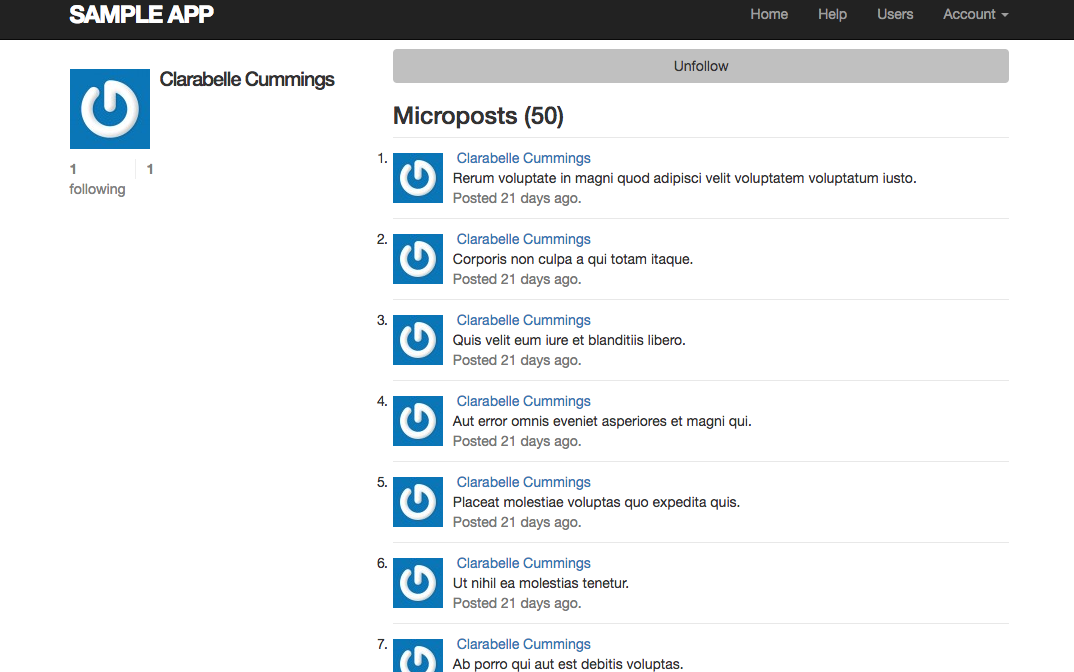 SAMPLE APP
Home Help Users Account
Clarabelle Cummings
1 1
following
Unfollow
Microposts (50)
1. Clarabelle Cummings
Rerum voluptate in magni quod adipisci velit voluptatem voluptatum iusto.
Posted 21 days ago.
2. Clarabelle Cummings
Corporis non culpa a qui totam itaque.
Posted 21 days ago.
3. Clarabelle Cummings
Quis velit eum iure et blanditiis libero.
Posted 21 days ago.
4. Clarabelle Cummings
Aut error omnis eveniet asperiores et magni qui.
Posted 21 days ago.
5. Clarabelle Cummings
Placeat molestiae voluptas quo expedita quis.
Posted 21 days ago.
6. Clarabelle Cummings
Ut nihil ea molestias tenetur.
Posted 21 days ago.
7. Clarabelle Cummings
Ab porro qui aut est debitis voluptas.